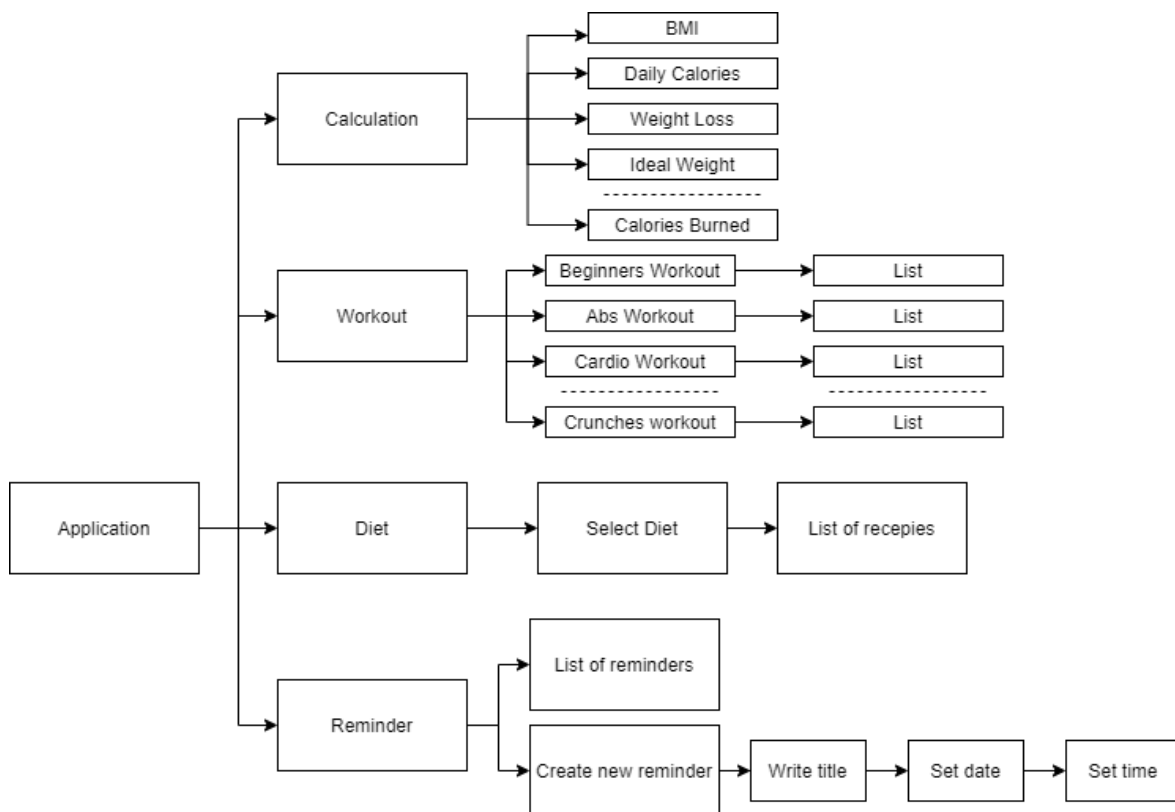 BMI
Daily Calories
Calculation
Weight Loss
Ideal Weight
Calories Burned
Beginners Workout
List
Workout
Abs Workout
List
Cardio Workout
List
Crunches workout
List
Application
Diet
Select Diet
List of recepies
List of reminders
Reminder
Create new reminder
Write title
Set date
Set time